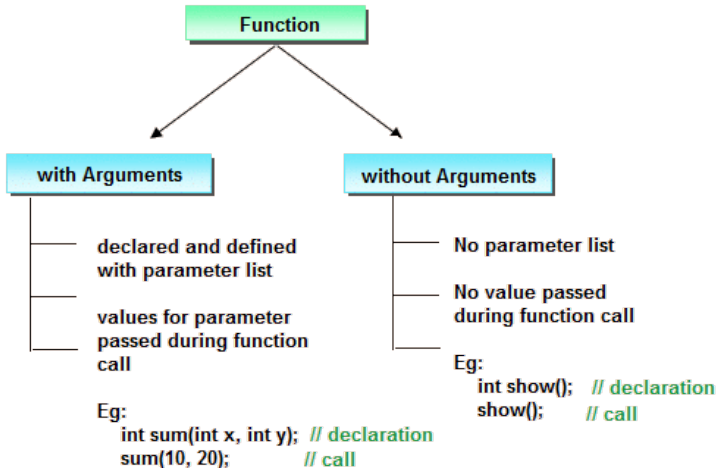 Function
with Arguments
declared and defined
with parameter list
values for parameter
passed during function
call
Eg:
int sum(int x, int y); // declaration
sum(10, 20); // call
without Arguments
No parameter list
No value passed
during function call
Eg:
int show(); // declaration
show(); // call